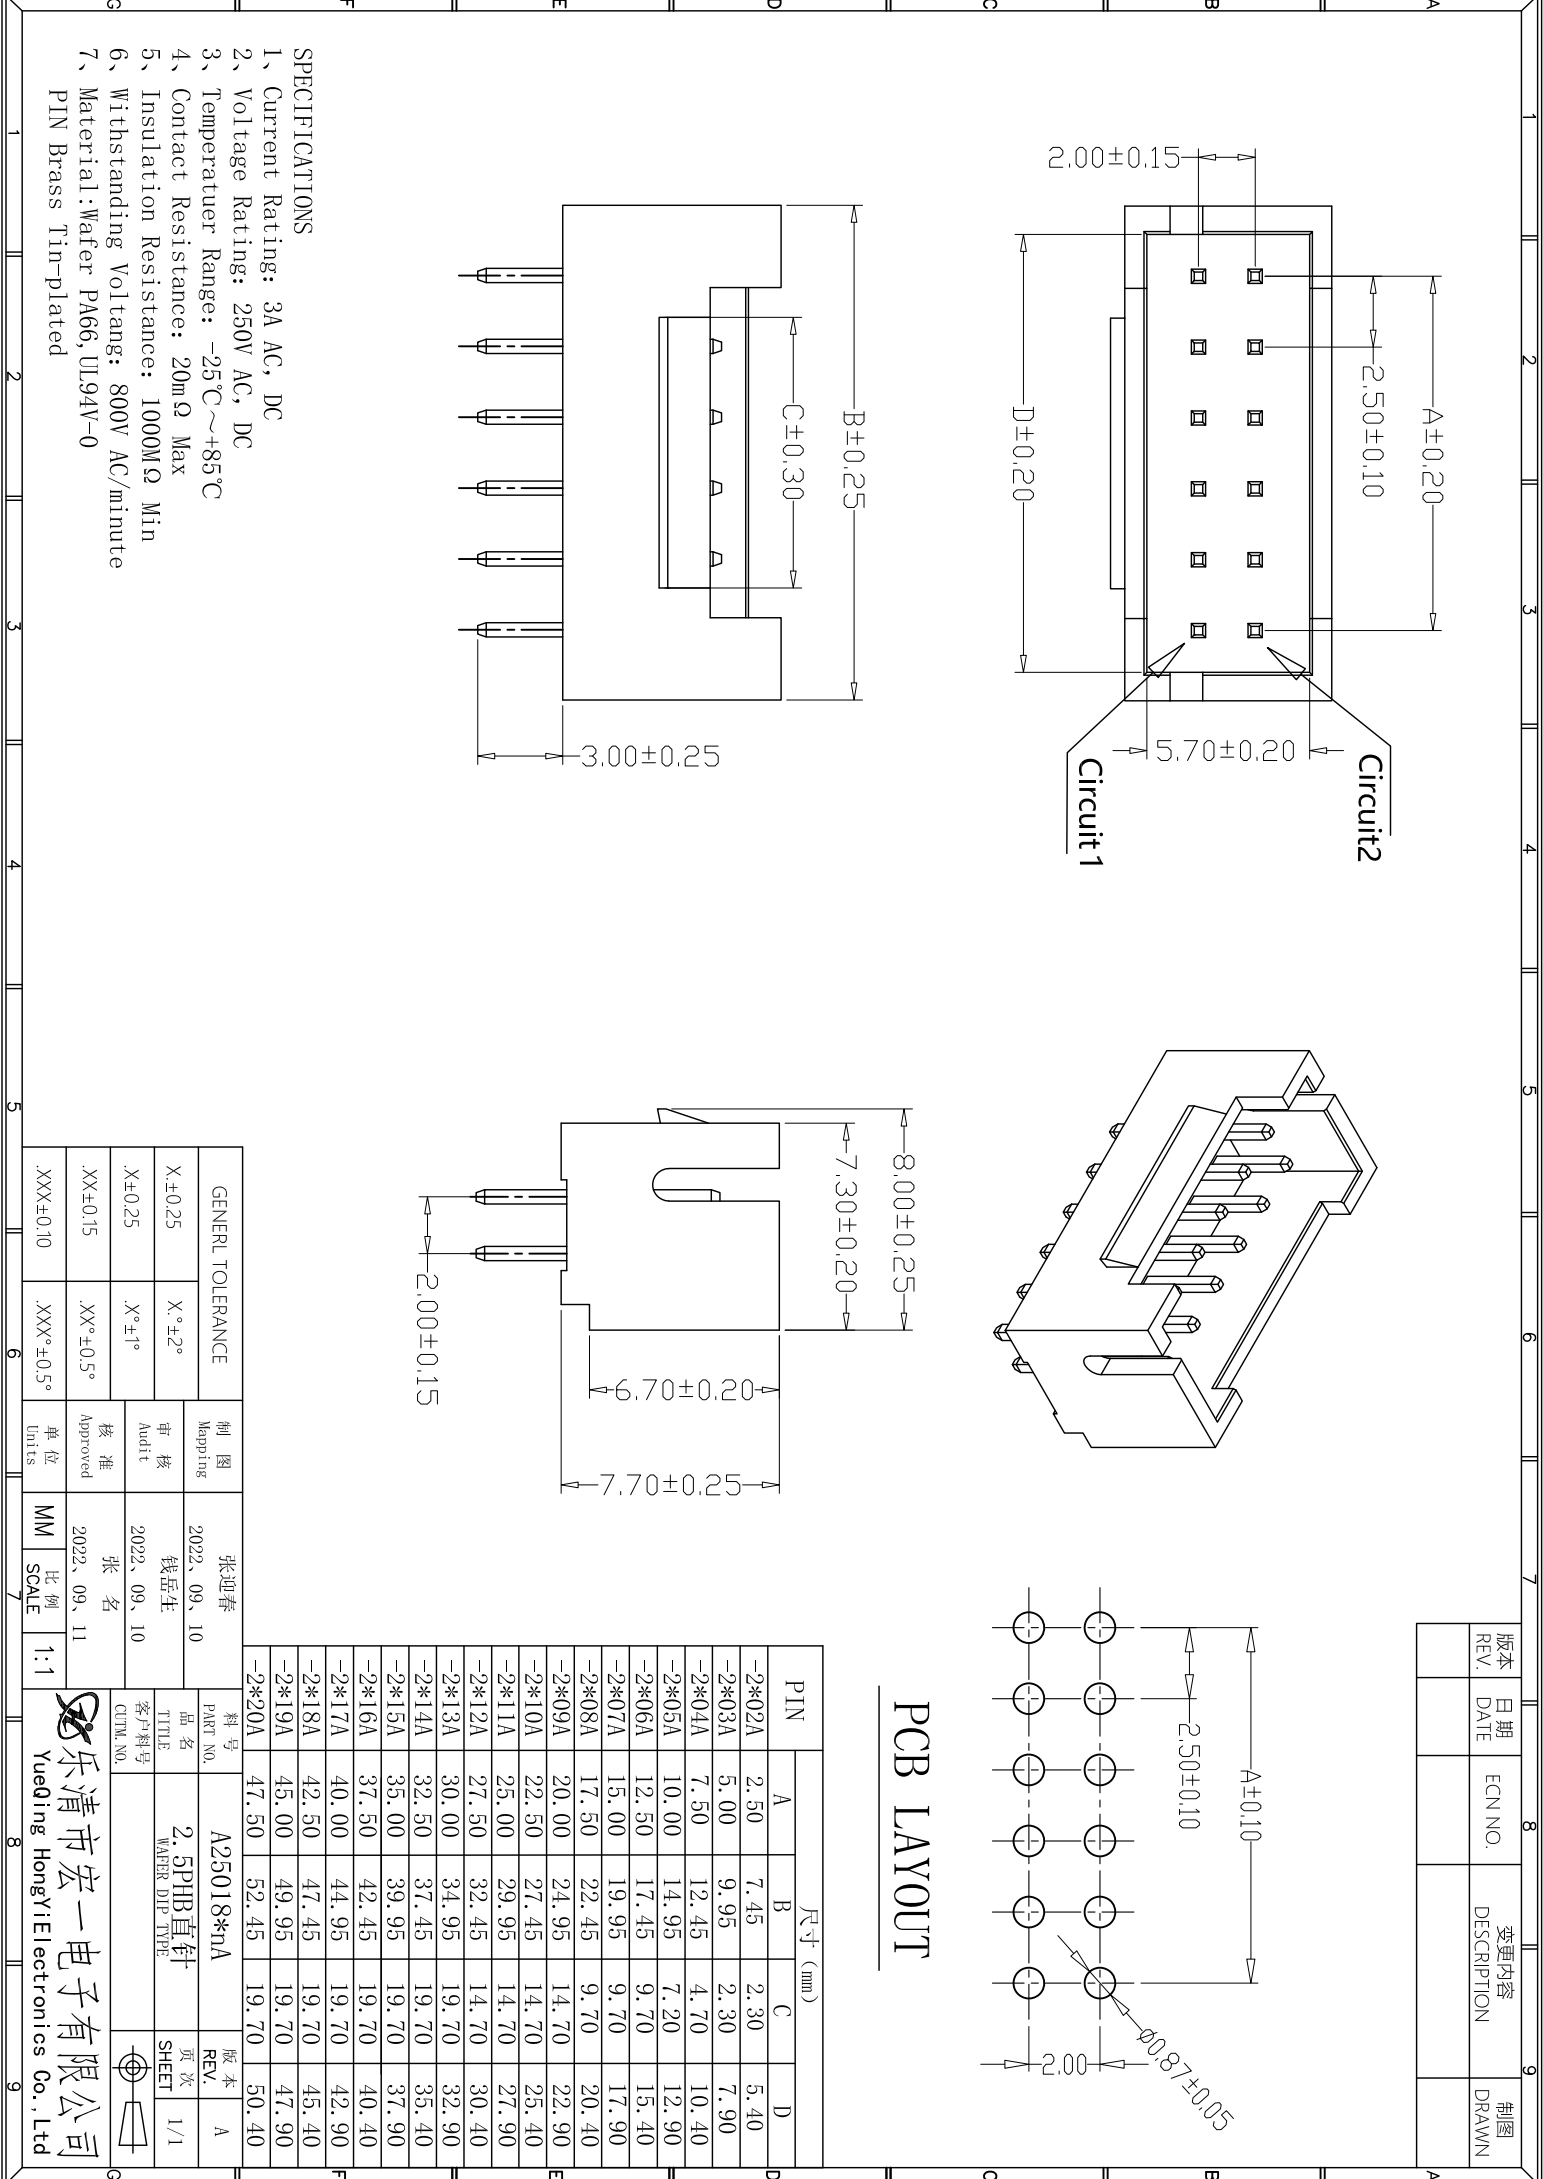 A±0.20
2.50±0.10
2.00±0.15
D±0.20
5.70±0.20
Circuit2
Circuit1
B±0.25
C±0.30
3.00±0.25
8.00±0.25
7.30±0.20
6.70±0.20
7.70±0.25
2.00±0.15
A±0.10
2.50±0.10
Ø0.87±0.05
2.00
PCB LAYOUT
版本 日期 ECN NO. 变更内容 制图
REV. DATE DESCRIPTION DRAWN
SPECIFICATIONS
1、Current Rating: 3A AC, DC
2、Voltage Rating: 250V AC, DC
3、Temperatuer Range: -25℃～+85℃
4、Contact Resistance: 20mΩ Max
5、Insulation Resistance: 1000MΩ Min
6、Withstanding Voltang: 800V AC/minute
7、Material:Wafer PA66,UL94V-0
PIN Brass Tin-plated
PIN 尺寸（mm）
A B C D
-2*02A 2.50 7.45 2.30 5.40
-2*03A 5.00 9.95 2.30 7.90
-2*04A 7.50 12.45 4.70 10.40
-2*05A 10.00 14.95 7.20 12.90
-2*06A 12.50 17.45 9.70 15.40
-2*07A 15.00 19.95 9.70 17.90
-2*08A 17.50 22.45 9.70 20.40
-2*09A 20.00 24.95 14.70 22.90
-2*10A 22.50 27.45 14.70 25.40
-2*11A 25.00 29.95 14.70 27.90
-2*12A 27.50 32.45 14.70 30.40
-2*13A 30.00 34.95 19.70 32.90
-2*14A 32.50 37.45 19.70 35.40
-2*15A 35.00 39.95 19.70 37.90
-2*16A 37.50 42.45 19.70 40.40
-2*17A 40.00 44.95 19.70 42.90
-2*18A 42.50 47.45 19.70 45.40
-2*19A 45.00 49.95 19.70 47.90
-2*20A 47.50 52.45 19.70 50.40
GENERL TOLERANCE
X.±0.25 X.°±2°
.X±0.25 .X°±1°
.XX±0.15 .XX°±0.5°
.XXX±0.10 .XXX°±0.5°
制 图 张迎春
Mapping 2022、09、10
审 核 钱岳生
Audit 2022、09、10
核 准 张 名
Approved 2022、09、11
单 位 MM 比 例 1:1
Units SCALE
料 号 A25018*nA 版 本 A
PART NO. REV.
品 名 2.5PHB直针 页 次 1/1
TITLE WAFER DIP TYPE SHEET
客户料号
CUTM. NO.
乐清市宏一电子有限公司
YueQing HongYiElectronics Co.,Ltd
1 2 3 4 5 6 7 8 9
1 2 3 4 5 6 7 8 9
A B C D E F G
A B C D E F G